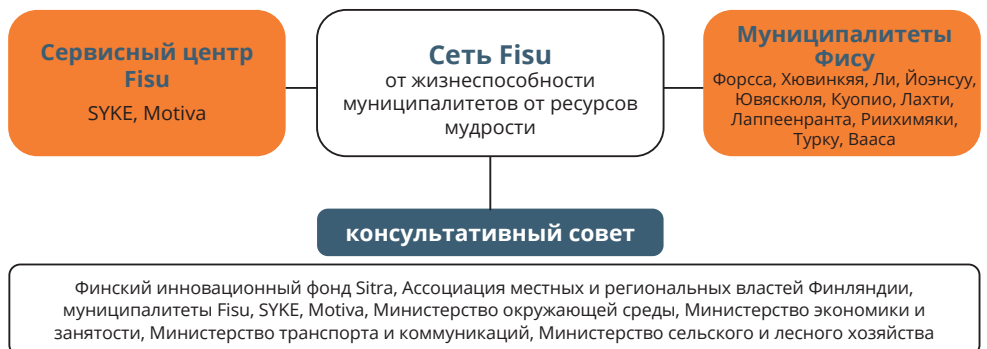 Сервисный центр
Fisu
SYKE, Motiva
Сеть Fisu
от жизнеспособности
муниципалитетов от ресурсов
мудрости
Муниципалитеты
Фису
Форсса, Хювинкяя, Ли, Йоэнсуу,
Ювяскюля, Куопио, Лахти,
Лаппеенранта, Риихимяки,
Турку, Вааса
консультативный совет
Финский инновационный фонд Sitra, Ассоциация местных и региональных властей Финляндии,
муниципалитеты Fisu, SYKE, Motiva, Министерство окружающей среды, Министерство экономики и
занятости, Министерство транспорта и коммуникаций, Министерство сельского и лесного хозяйства